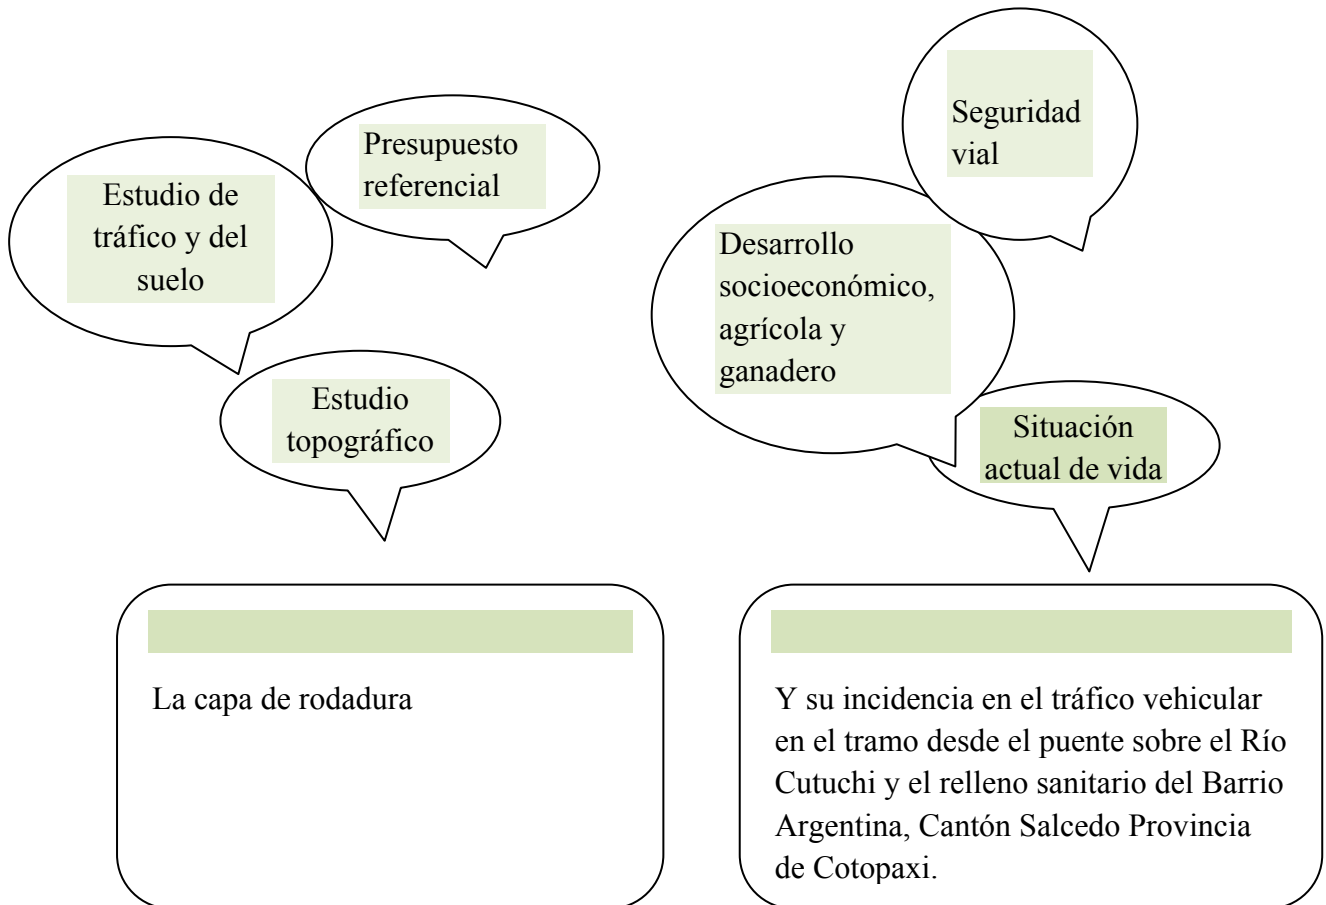 Presupuesto
referencial
Estudio de
tráfico y del
suelo
Estudio
topográfico
Seguridad
vial
Desarrollo
socioeconómico,
agrícola y
ganadero
Situación
actual de vida
La capa de rodadura
Y su incidencia en el tráfico vehicular
en el tramo desde el puente sobre el Río
Cutuchi y el relleno sanitario del Barrio
Argentina, Cantón Salcedo Provincia
de Cotopaxi.